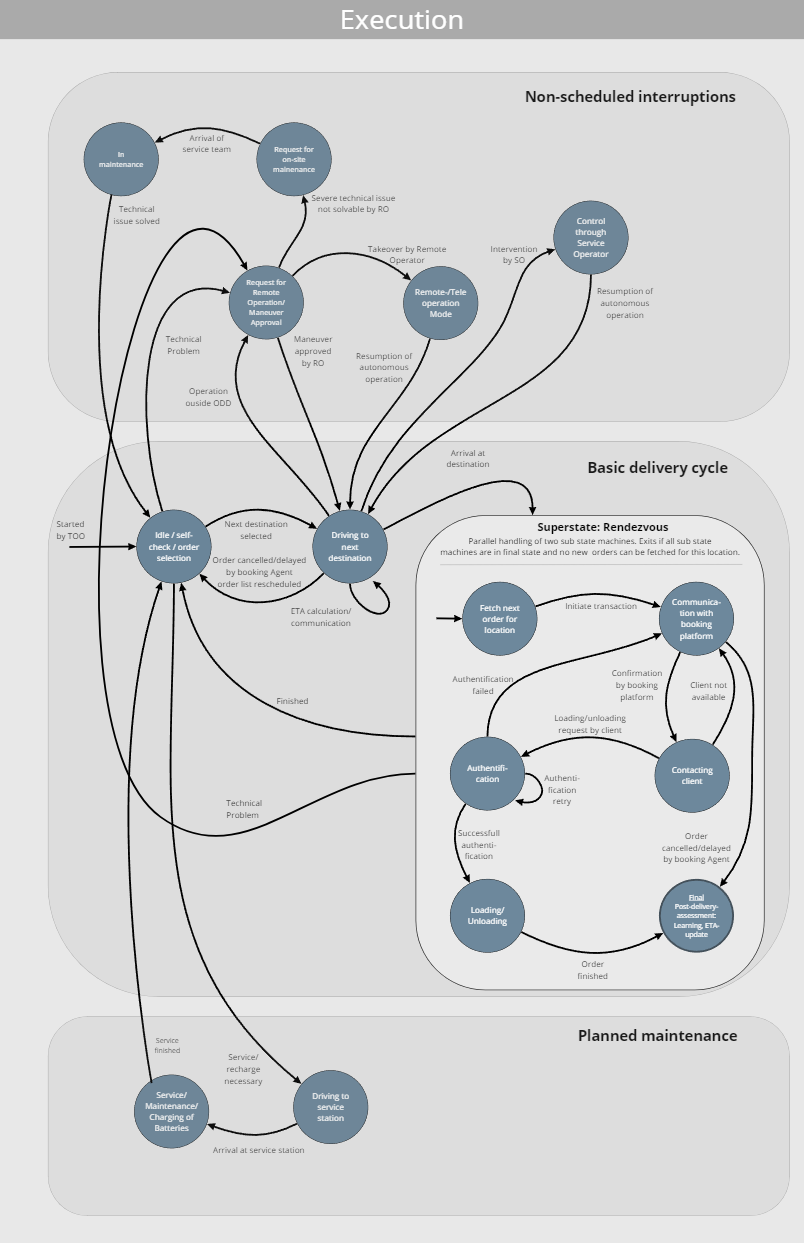 Execution
Non-scheduled interruptions
In
maintenance
Arrival of
service team
Request for
on-site
mainenance
Technical
issue solved
Severe technical issue
not solvable by RO
Control
through
Service
Operator
Takeover by Remote
Operator
Intervention
by SO
Request for
Remote
Operation/
Maneuver
Approval
Remote-/Tele
operation
Mode
Resumption of
autonomous
operation
Technical
Problem
Maneuver
approved
by RO
Resumption of
autonomous
operation
Operation
ouside ODD
Basic delivery cycle
Arrival at
destination
Started
by TOO
Idle / self-
check / order
selection
Next destination
selected
Driving to
next
destination
Order cancelled/delayed
by booking Agent
order list rescheduled
ETA calculation/
communication
Superstate: Rendezvous
Parallel handling of two sub state machines. Exits if all sub state
machines are in final state and no new orders can be fetched for this location.
Fetch next
order for
location
Initiate transaction
Communica-
tion with
booking
platform
Authentification
failed
Confirmation
by booking
platform
Client not
available
Finished
Loading/unloading
request by client
Authentifi-
cation
Authenti-
fication
retry
Contacting
client
Technical
Problem
Successfull
authenti-
fication
Order
cancelled/delayed
by booking Agent
Loading/
Unloading
Final
Post-delivery-
assessment:
Learning, ETA-
update
Order
finished
Planned maintenance
Service
finished
Service/
recharge
necessary
Service/
Maintenance/
Charging of
Batteries
Driving to
service
station
Arrival at service station